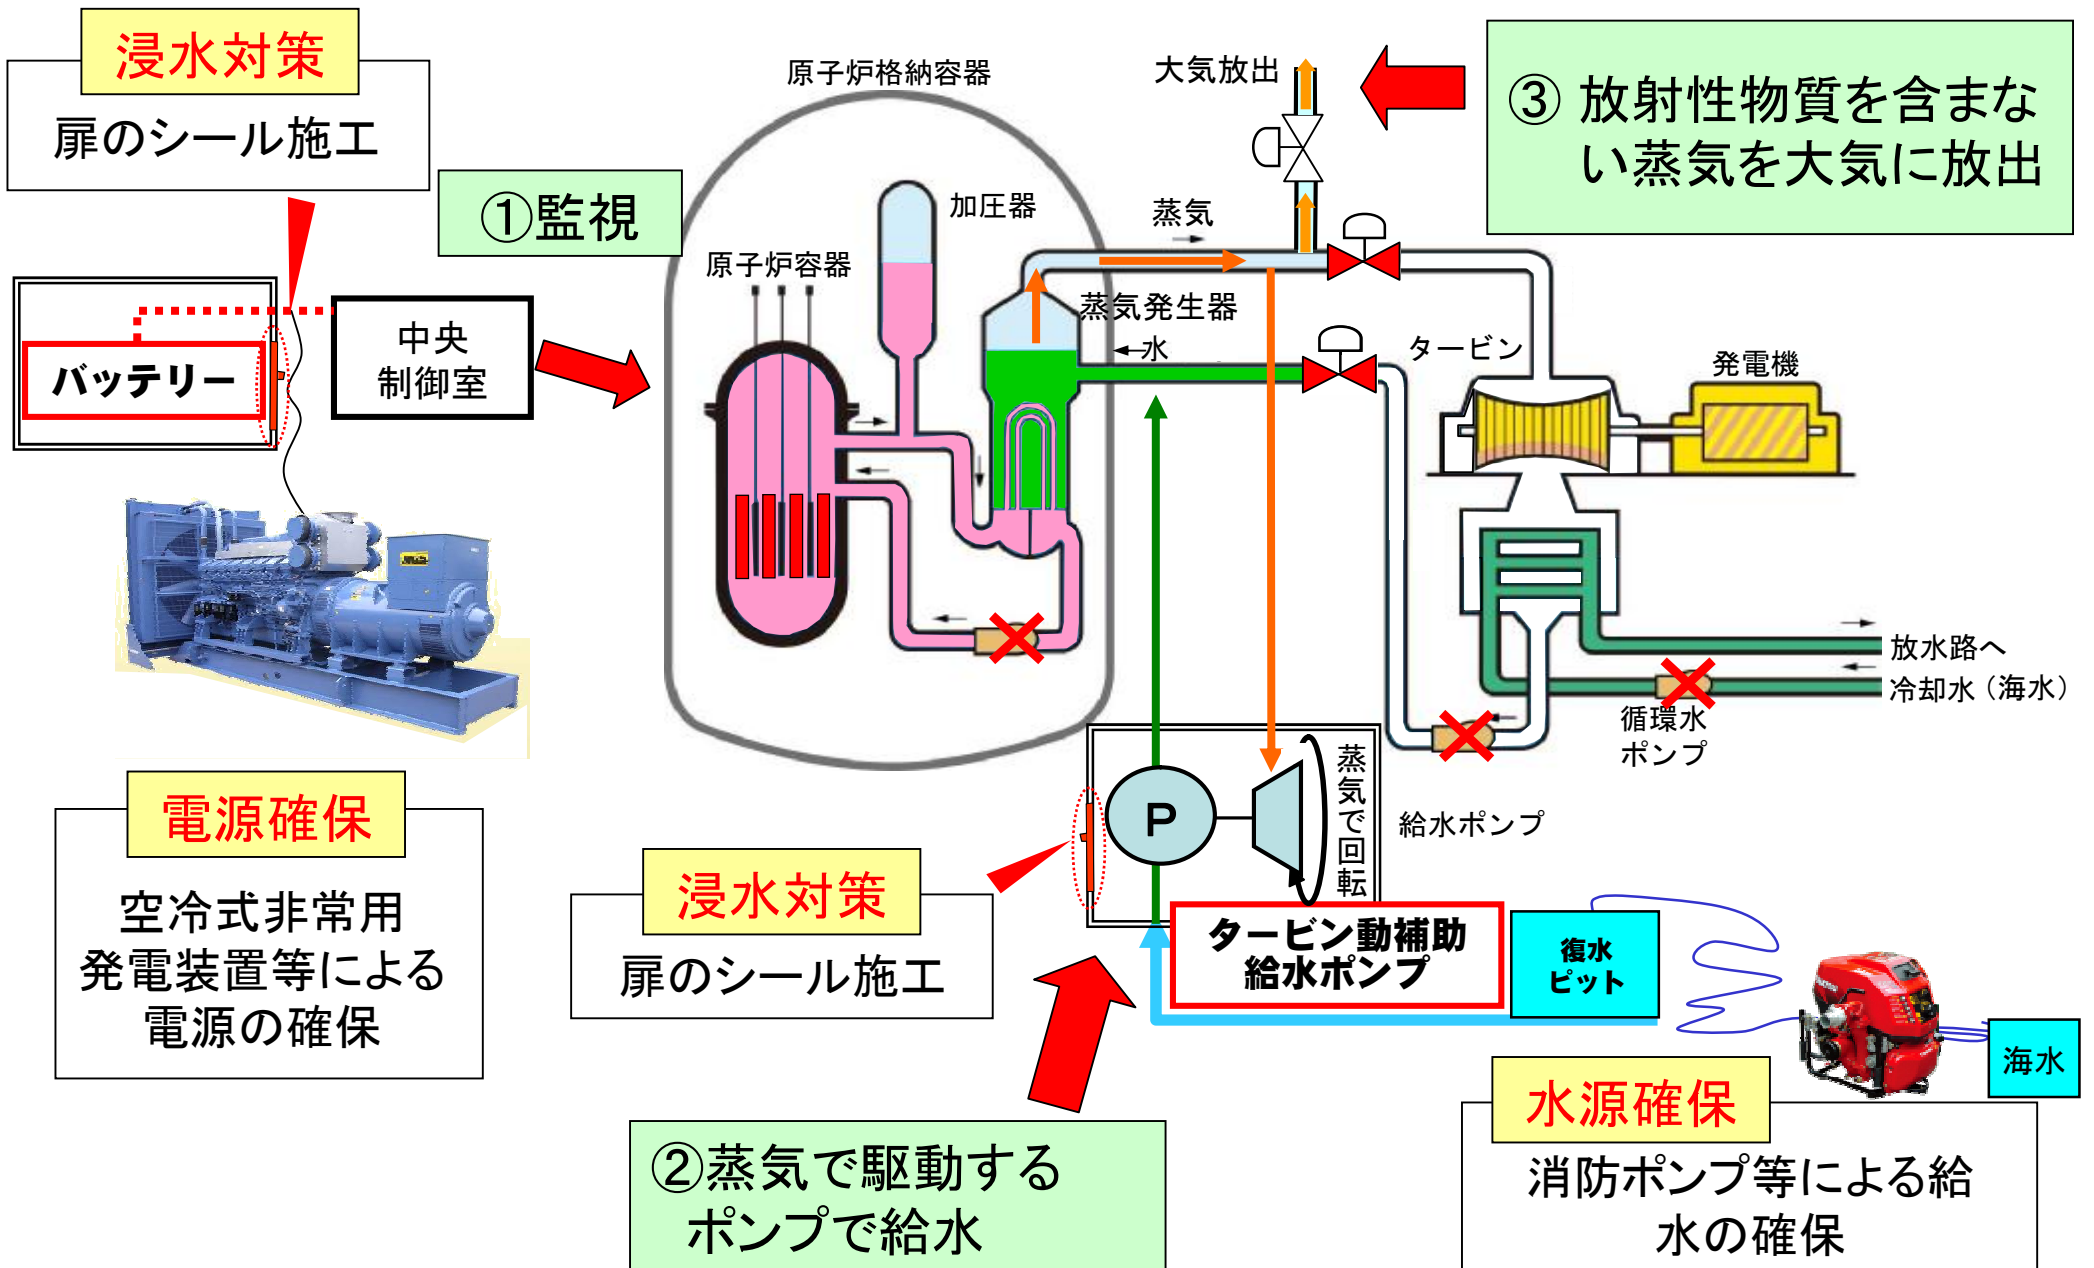 浸水対策
扉のシール施工
①監視
原子炉格納容器
大気放出
③ 放射性物質を含まな
い蒸気を大気に放出
加圧器
蒸気
原子炉容器
蒸気発生器
水
バッテリー
中央
制御室
タービン
発電機
放水路へ
冷却水（海水）
循環水
ポンプ
電源確保
空冷式非常用
発電装置等による
電源の確保
P
蒸気で回転
給水ポンプ
浸水対策
扉のシール施工
タービン動補助
給水ポンプ
復水
ピット
海水
②蒸気で駆動する
ポンプで給水
水源確保
消防ポンプ等による給
水の確保